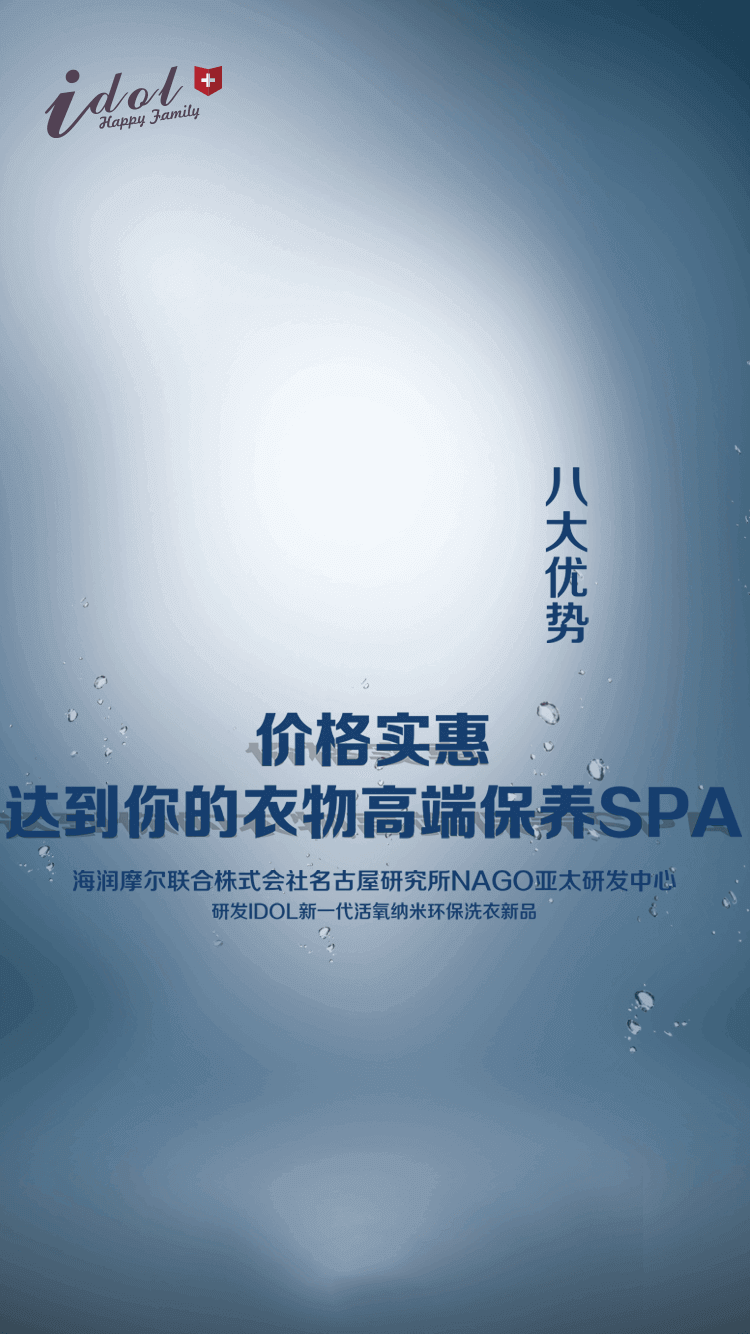 idol
Happy Family
八大优势
价格实惠
达到你的衣物高端保养SPA
海润摩尔联合株式会社名古屋研究所NAGO亚太研发中心
研发IDOL新一代活氧纳米环保洗衣新品